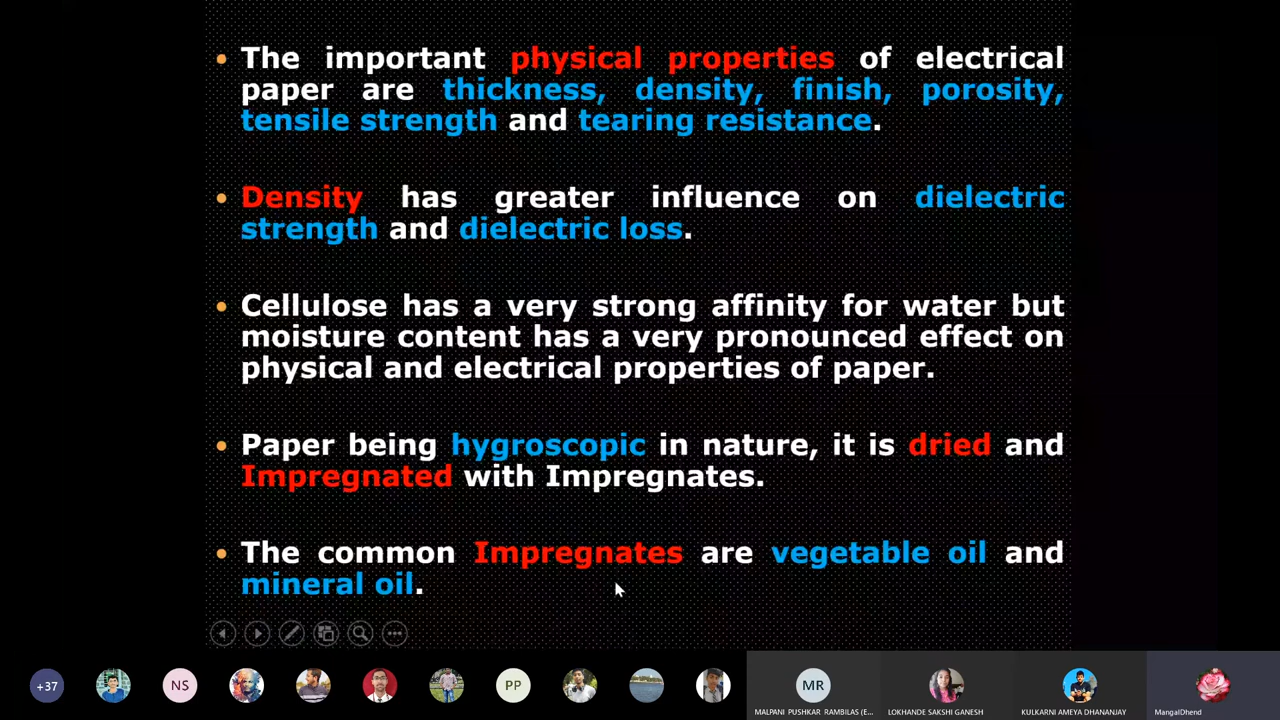 • The important physical properties of electrical
paper are thickness, density, finish, porosity,
tensile strength and tearing resistance.
• Density has greater influence on dielectric
strength and dielectric loss.
• Cellulose has a very strong affinity for water but
moisture content has a very pronounced effect on
physical and electrical properties of paper.
• Paper being hygroscopic in nature, it is dried and
Impregnated with Impregnates.
• The common Impregnates are vegetable oil and
mineral oil.
+37
NS
PP
MR
MALPANI PUSHKAR RAMBILAS (E...
LOKHANDE SAKSHI GANESH
KULKARNI AMEYA DHANANJAY
MangalDhend